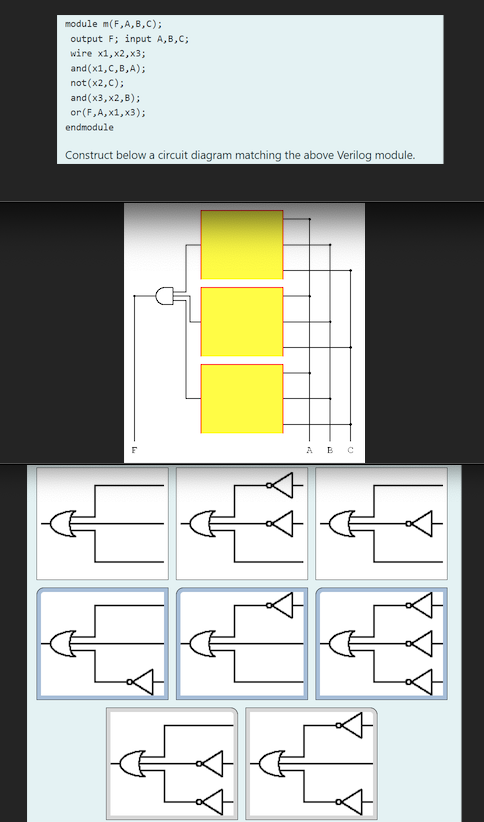 module m(F,A,B,C);
output F; input A,B,C;
wire x1,x2,x3;
and(x1,C,B,A);
not(x2,C);
and(x3,x2,B);
or(F,A,x1,x3);
endmodule
Construct below a circuit diagram matching the above Verilog module.
F A B C